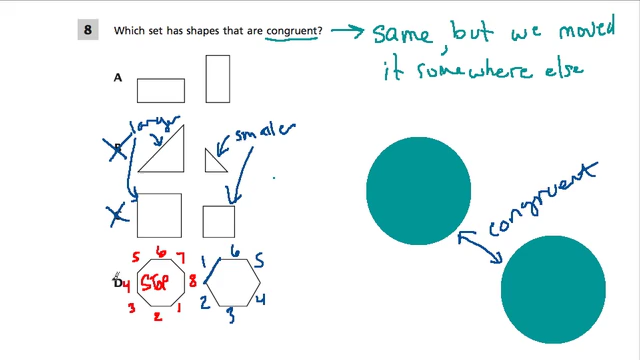 8 Which set has shapes that are congruent? → same, but we moved
it somewhere else
A
larger
smaller
B
C
congruent
5 6 7
1 6 5
D 4 STOP 8
3 2 1
2 3 4